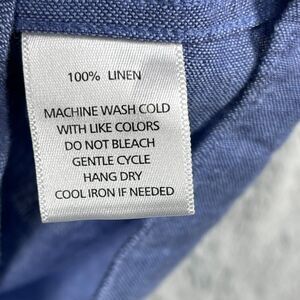 100% LINEN
MACHINE WASH COLD
WITH LIKE COLORS
DO NOT BLEACH
GENTLE CYCLE
HANG DRY
COOL IRON IF NEEDED